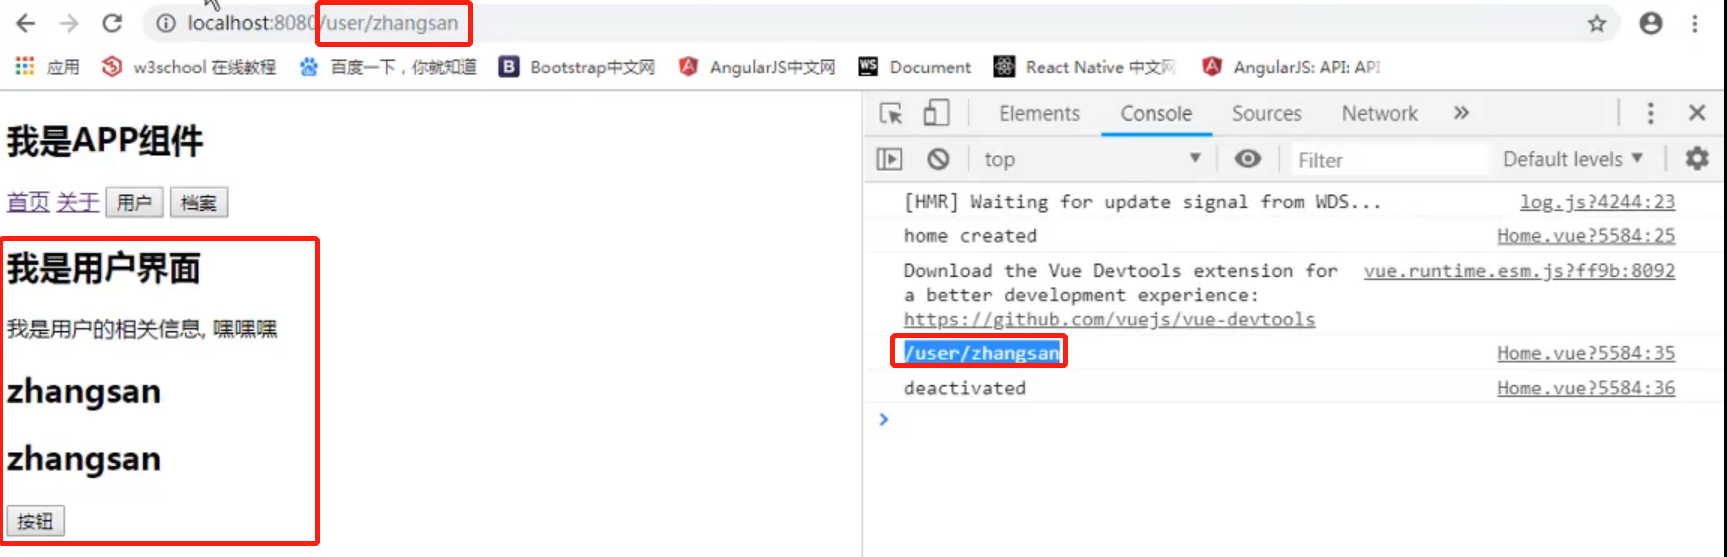 localhost:8080/user/zhangsan
应用 w3school 在线教程 百度一下，你就知道 Bootstrap中文网 AngularJS中文网 Document React Native 中文网 AngularJS: API: API
我是APP组件
首页 关于 用户 档案
我是用户界面
我是用户的相关信息, 嘿嘿嘿
zhangsan
zhangsan
按钮
Elements Console Sources Network »
top Filter Default levels
[HMR] Waiting for update signal from WDS... log.js?4244:23
home created Home.vue?5584:25
Download the Vue Devtools extension for vue.runtime.esm.js?ff9b:8092
a better development experience:
https://github.com/vuejs/vue-devtools
/user/zhangsan Home.vue?5584:35
deactivated Home.vue?5584:36